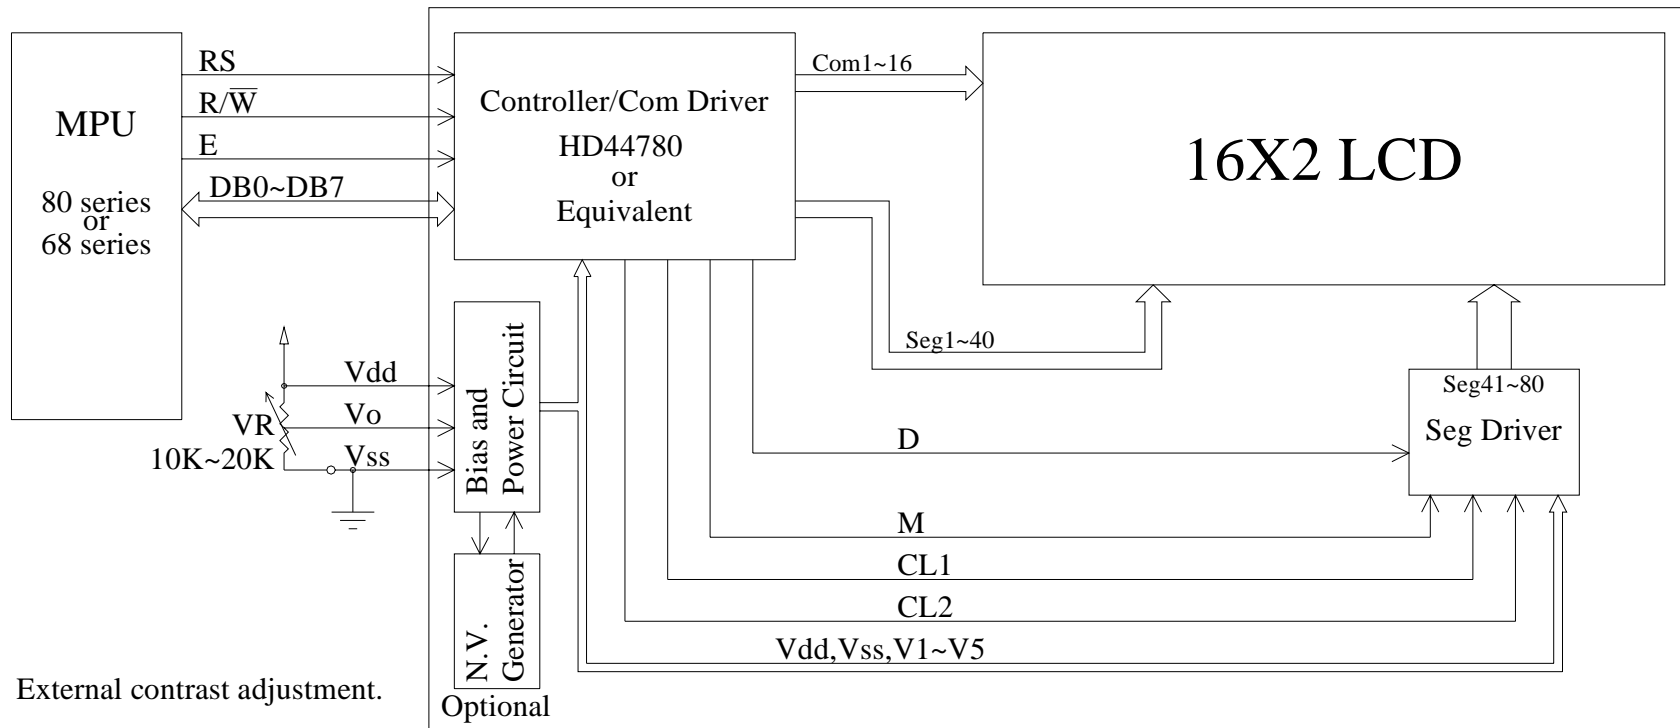 MPU
80 series
or
68 series
RS
R/W̅
E
DB0~DB7
Controller/Com Driver
HD44780
or
Equivalent
Com1~16
16X2 LCD
Seg1~40
Seg41~80
Seg Driver
Vdd
Vo
Vss
VR
10K~20K
Bias and
Power Circuit
N.V.
Generator
Optional
D
M
CL1
CL2
Vdd,Vss,V1~V5
External contrast adjustment.